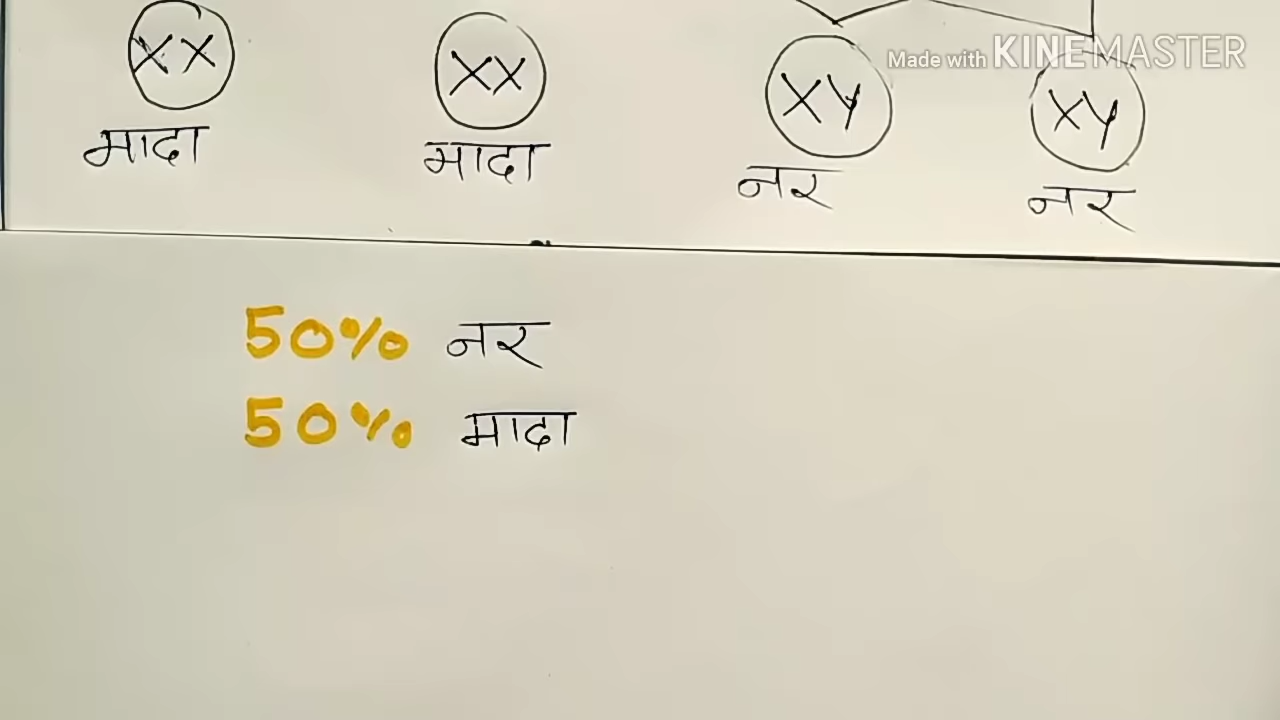 XX XX XY XY
Made with KINEMASTER
मादा मादा नर नर
50% नर
50% मादा